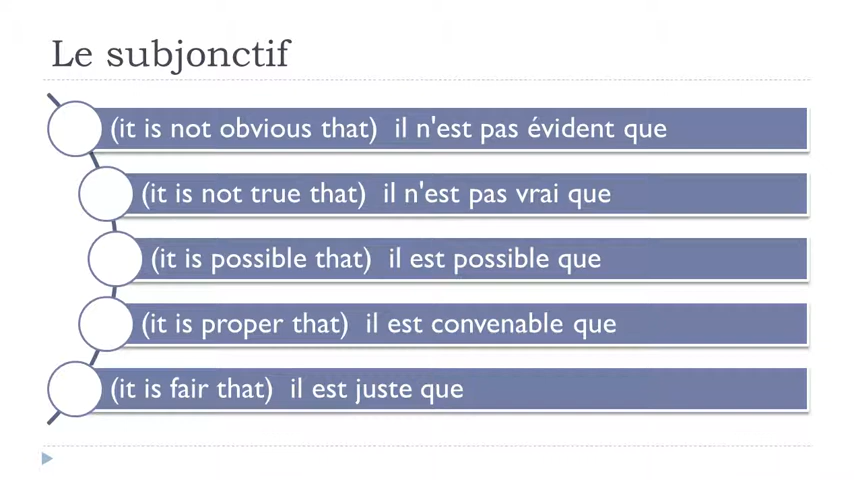 Le subjonctif
(it is not obvious that) il n'est pas évident que
(it is not true that) il n'est pas vrai que
(it is possible that) il est possible que
(it is proper that) il est convenable que
(it is fair that) il est juste que